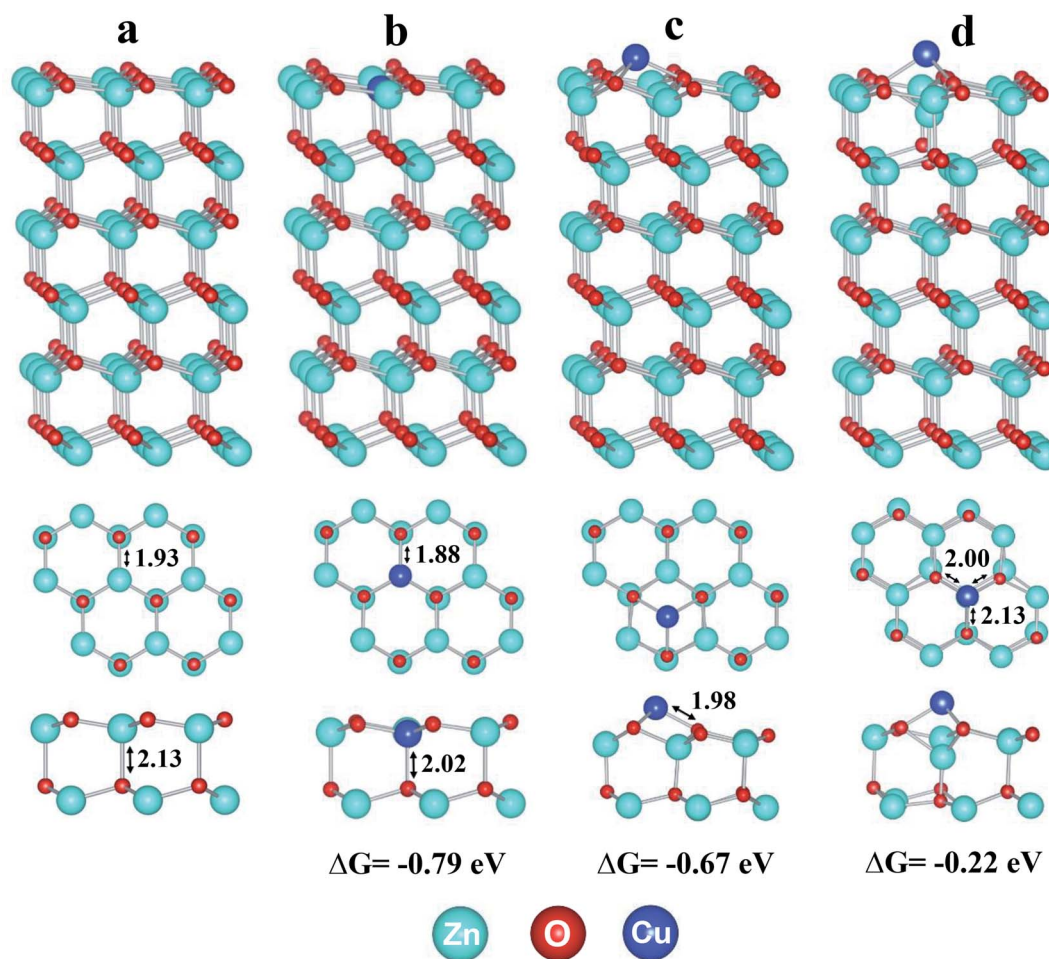 a b c d
1.93 1.88 2.00
2.13
1.98
2.13 2.02
ΔG= -0.79 eV ΔG= -0.67 eV ΔG= -0.22 eV
Zn O Cu